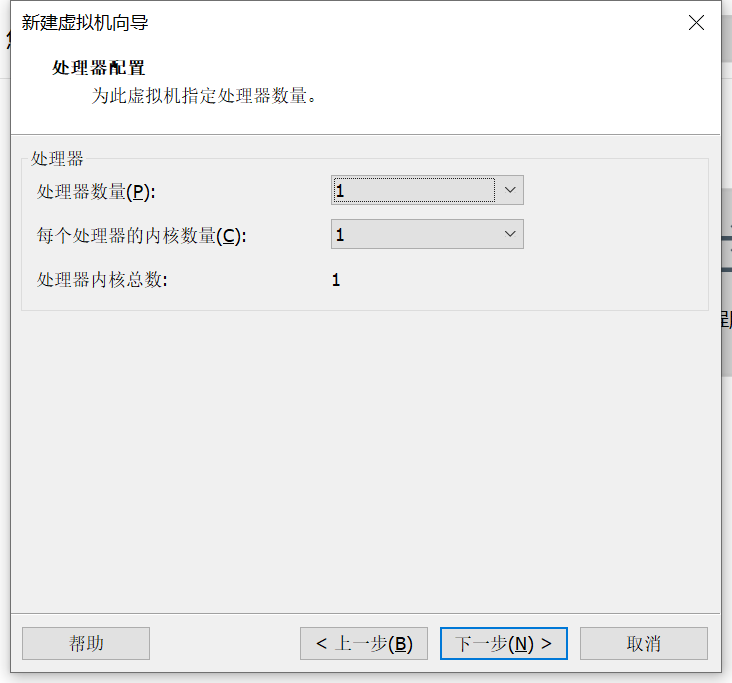 新建虚拟机向导
处理器配置
为此虚拟机指定处理器数量。
处理器
处理器数量(P): 1
每个处理器的内核数量(C): 1
处理器内核总数: 1
帮助 < 上一步(B) 下一步(N) > 取消